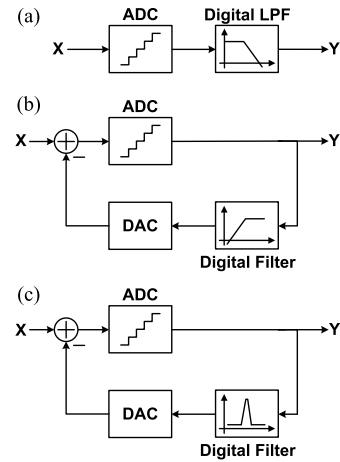 (a)
ADC
Digital LPF
X
Y
(b)
ADC
X
Y
DAC
Digital Filter
(c)
ADC
X
Y
DAC
Digital Filter